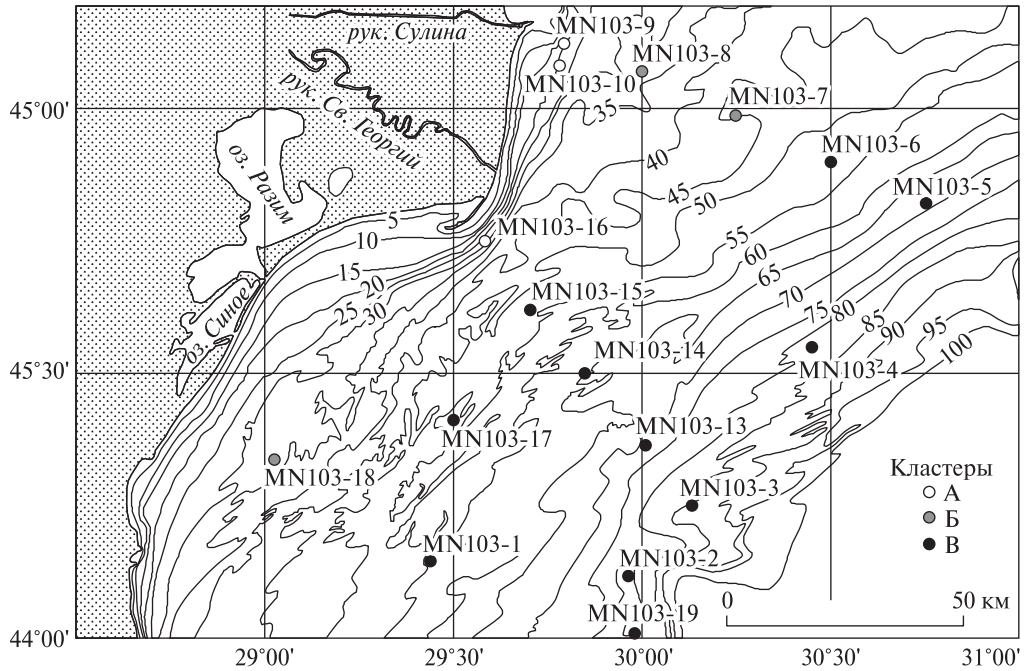 рук. Сулина
MN103-9
MN103-8
MN103-10
35
MN103-7
45°00'
рук. Св. Георгий
оз. Разим
40
MN103-6
MN103-5
45
50
5
MN103-16
10
55
15
60
20
65
25
30
оз. Синое
MN103-15
70
75
80
85
90
95
100
MN103-14
45°30'
MN103-4
MN103-17
MN103-13
MN103-18
MN103-3
Кластеры
А
Б
В
MN103-1
MN103-2
MN103-19
0
50 км
44°00'
29°00'
29°30'
30°00'
30°30'
31°00'